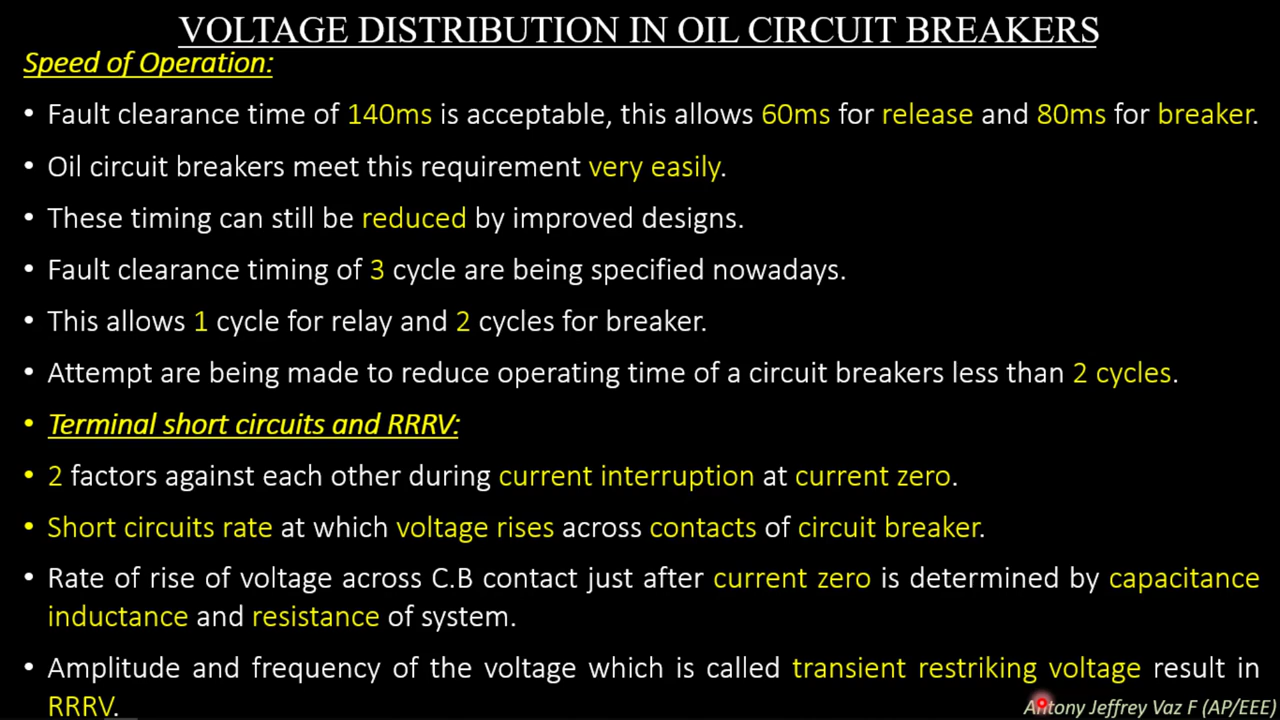 VOLTAGE DISTRIBUTION IN OIL CIRCUIT BREAKERS
Speed of Operation:
• Fault clearance time of 140ms is acceptable, this allows 60ms for release and 80ms for breaker.
• Oil circuit breakers meet this requirement very easily.
• These timing can still be reduced by improved designs.
• Fault clearance timing of 3 cycle are being specified nowadays.
• This allows 1 cycle for relay and 2 cycles for breaker.
• Attempt are being made to reduce operating time of a circuit breakers less than 2 cycles.
• Terminal short circuits and RRRV:
• 2 factors against each other during current interruption at current zero.
• Short circuits rate at which voltage rises across contacts of circuit breaker.
• Rate of rise of voltage across C.B contact just after current zero is determined by capacitance
inductance and resistance of system.
• Amplitude and frequency of the voltage which is called transient restriking voltage result in
RRRV.
Antony Jeffrey Vaz F (AP/EEE)